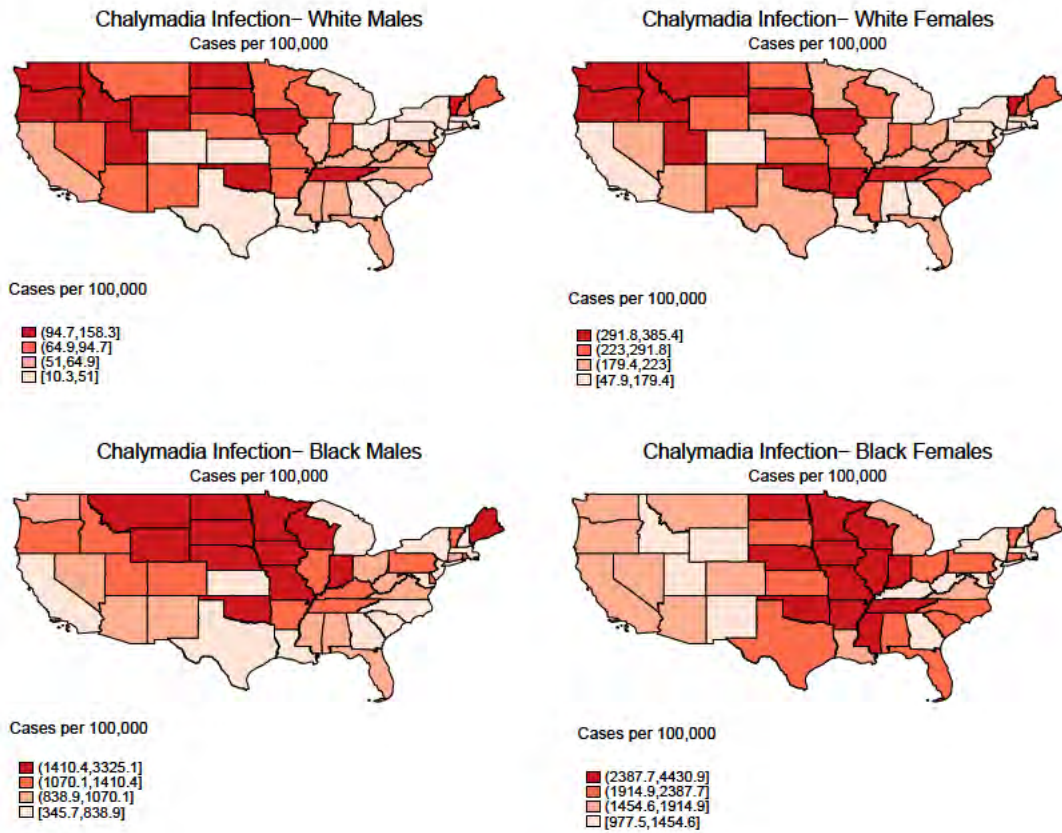 Chalymadia Infection− White Males
Cases per 100,000
Cases per 100,000
(94.7,158.3]
(64.9,94.7]
(51,64.9]
[10.3,51]
Chalymadia Infection− White Females
Cases per 100,000
Cases per 100,000
(291.8,385.4]
(223,291.8]
(179.4,223]
[47.9,179.4]
Chalymadia Infection− Black Males
Cases per 100,000
Cases per 100,000
(1410.4,3325.1]
(1070.1,1410.4]
(838.9,1070.1]
[345.7,838.9]
Chalymadia Infection− Black Females
Cases per 100,000
Cases per 100,000
(2387.7,4430.9]
(1914.9,2387.7]
(1454.6,1914.9]
[977.5,1454.6]